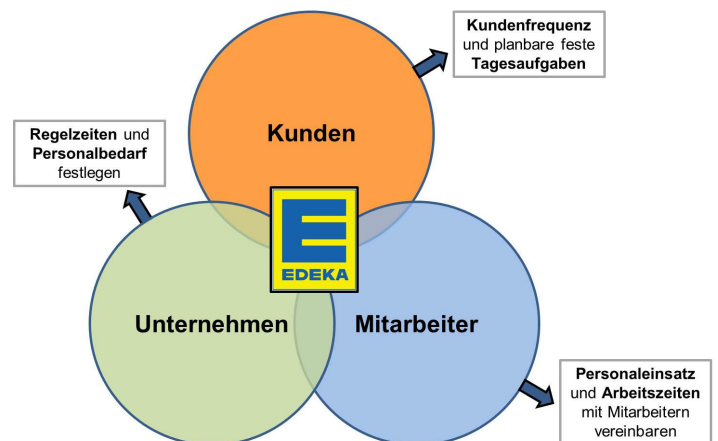 Kundenfrequenz
und planbare feste
Tagesaufgaben
Kunden
Regelzeiten und
Personalbedarf
festlegen
EDEKA
Unternehmen
Mitarbeiter
Personaleinsatz
und Arbeitszeiten
mit Mitarbeitern
vereinbaren